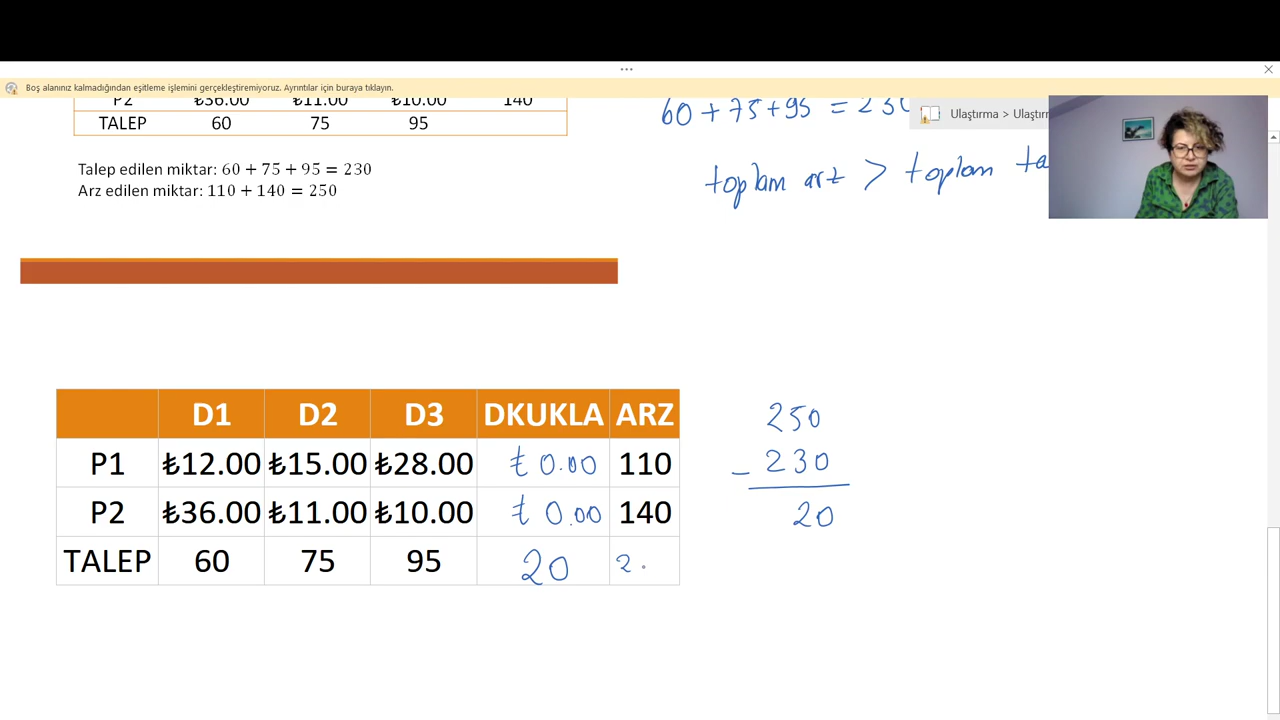 Boş alanınız kalmadığından eşitleme işlemini gerçekleştiremiyoruz. Ayrıntılar için buraya tıklayın.
P2 ₺36.00 ₺11.00 ₺10.00 140
TALEP 60 75 95
60 + 75 + 95 = 230
Ulaştırma > Ulaştırm
Talep edilen miktar: 60 + 75 + 95 = 230
Arz edilen miktar: 110 + 140 = 250
toplam arz > toplam ta
D1 D2 D3 DKUKLA ARZ
P1 ₺12.00 ₺15.00 ₺28.00 ₺ 0.00 110
P2 ₺36.00 ₺11.00 ₺10.00 ₺ 0.00 140
TALEP 60 75 95 20 2
250
- 230
20